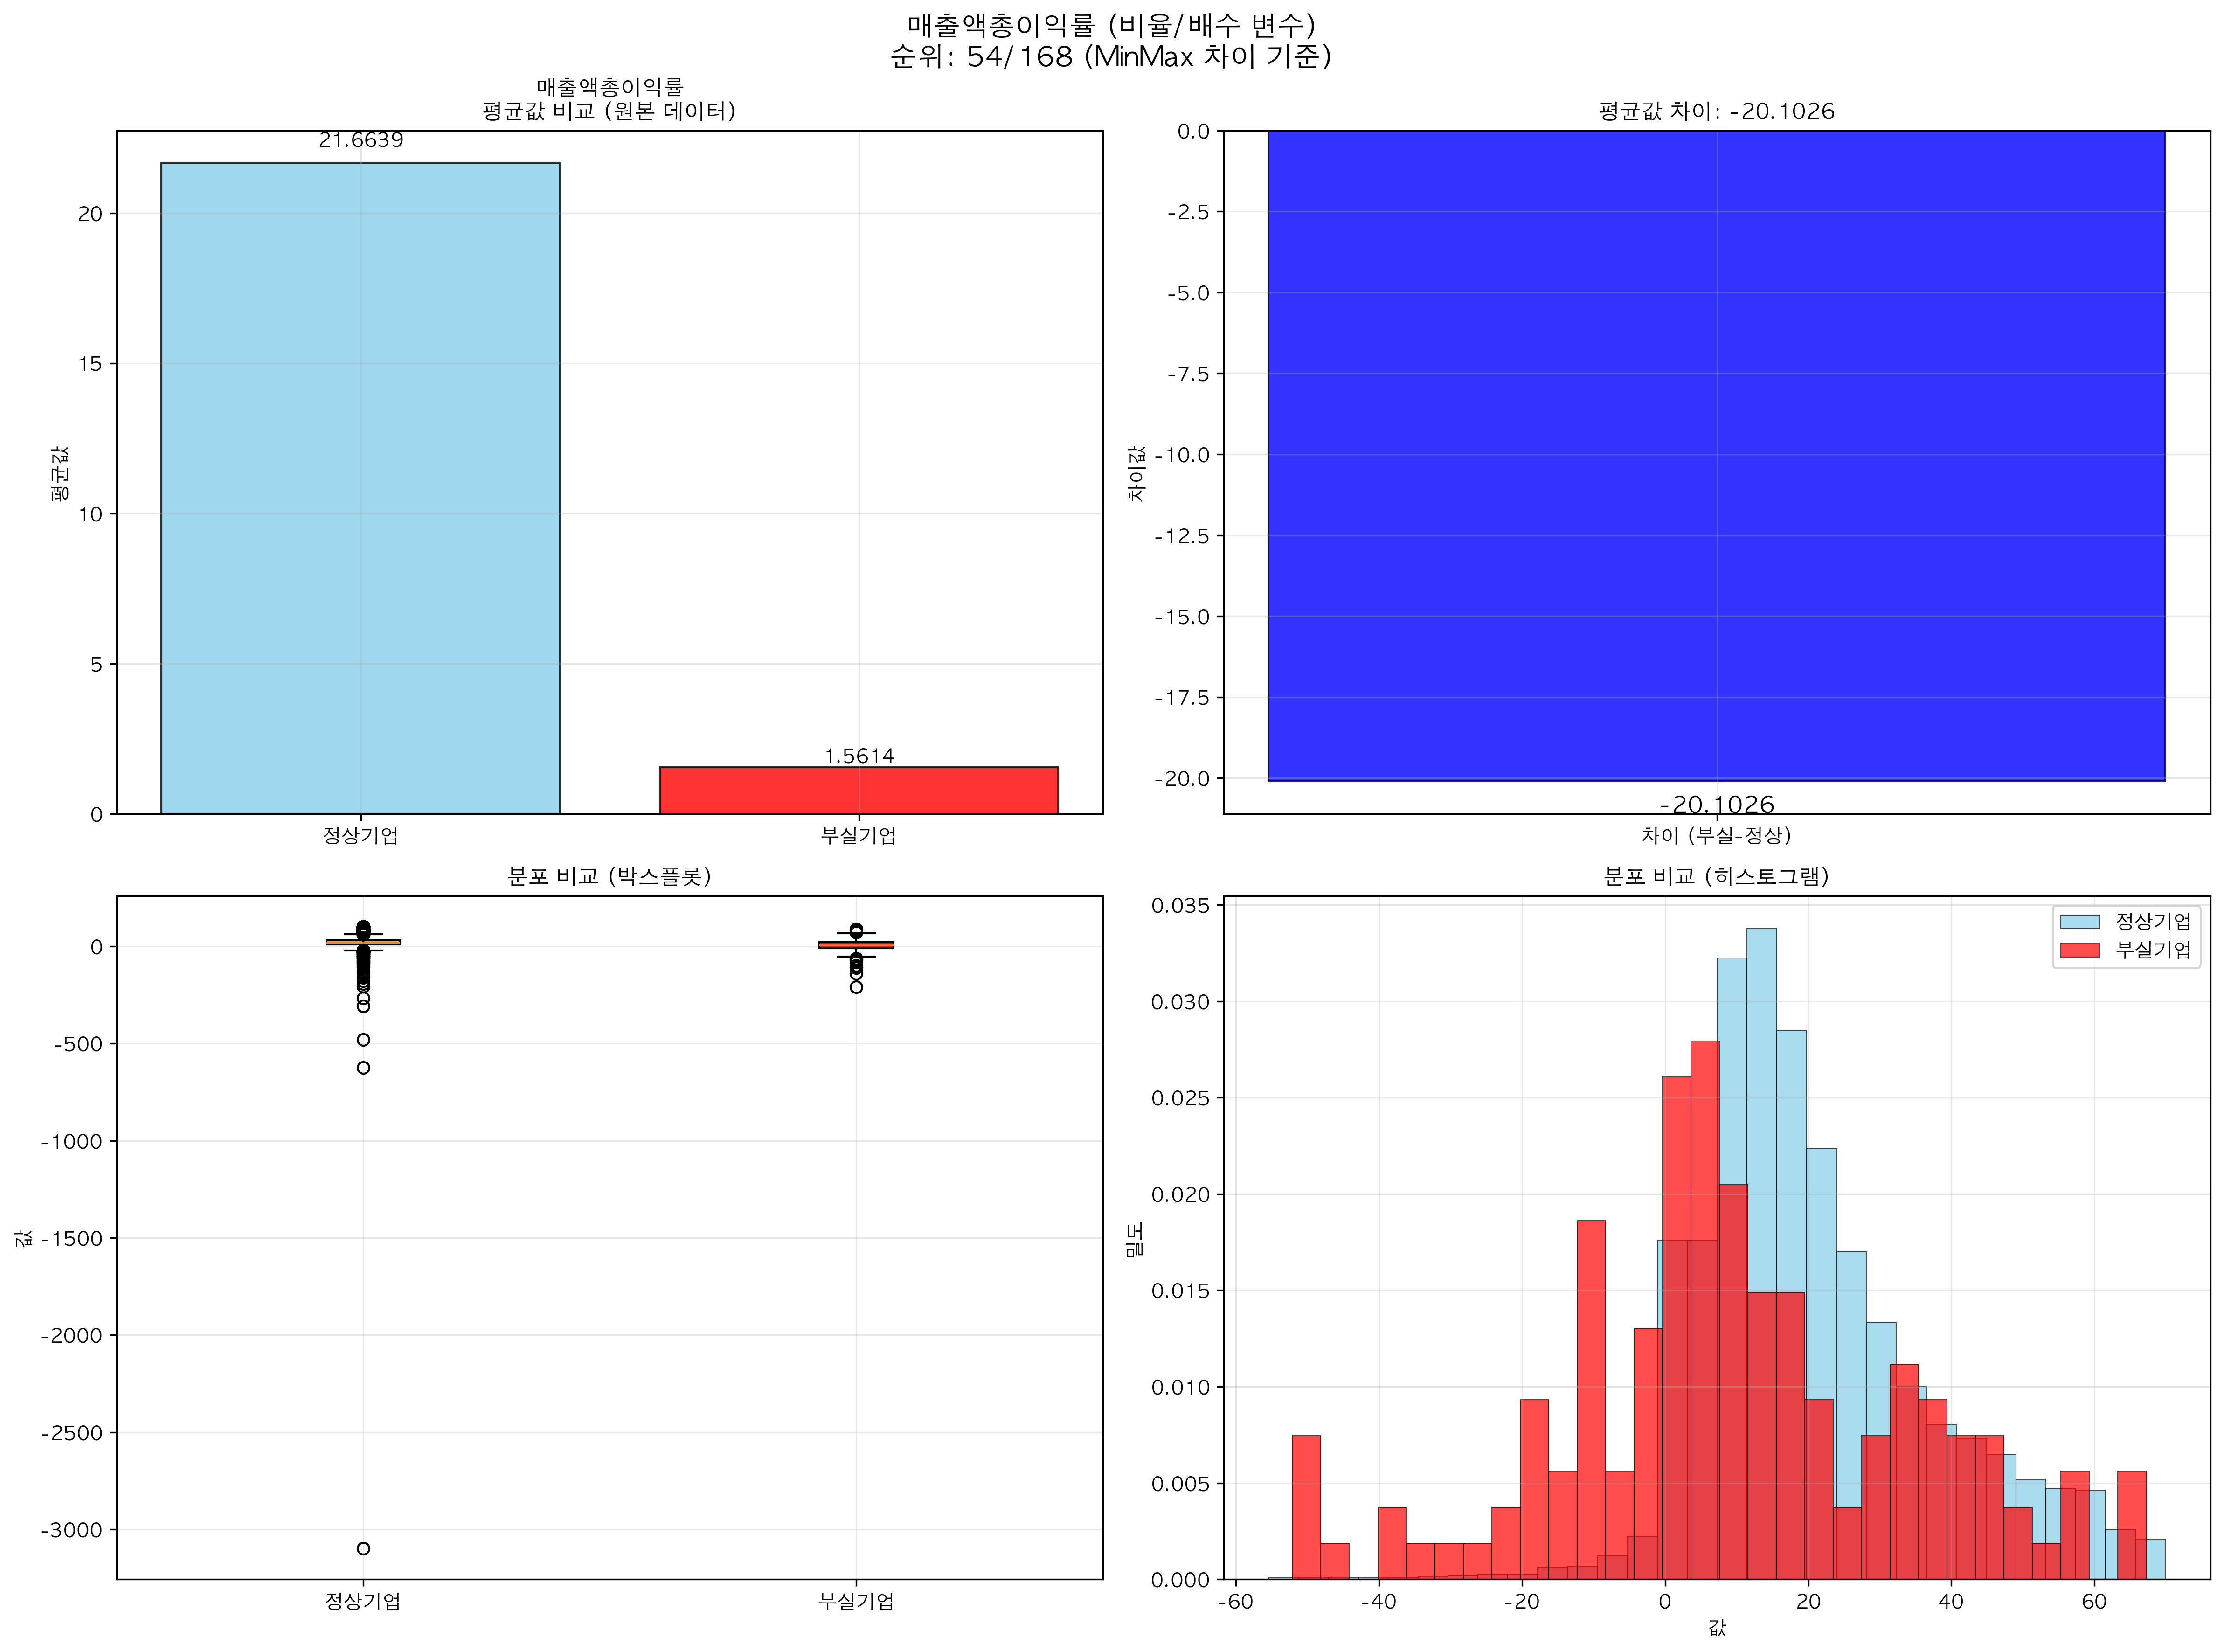 매출액총이익률 (비율/배수 변수)
순위: 54/168 (MinMax 차이 기준)
매출액총이익률
평균값 비교 (원본 데이터)
평균값
20
15
10
5
0
21.6639
1.5614
정상기업
부실기업
평균값 차이: -20.1026
차이값
0.0
-2.5
-5.0
-7.5
-10.0
-12.5
-15.0
-17.5
-20.0
-20.1026
차이 (부실-정상)
분포 비교 (박스플롯)
값
0
-500
-1000
-1500
-2000
-2500
-3000
정상기업
부실기업
분포 비교 (히스토그램)
밀도
0.035
0.030
0.025
0.020
0.015
0.010
0.005
0.000
정상기업
부실기업
-60
-40
-20
0
20
40
60
값